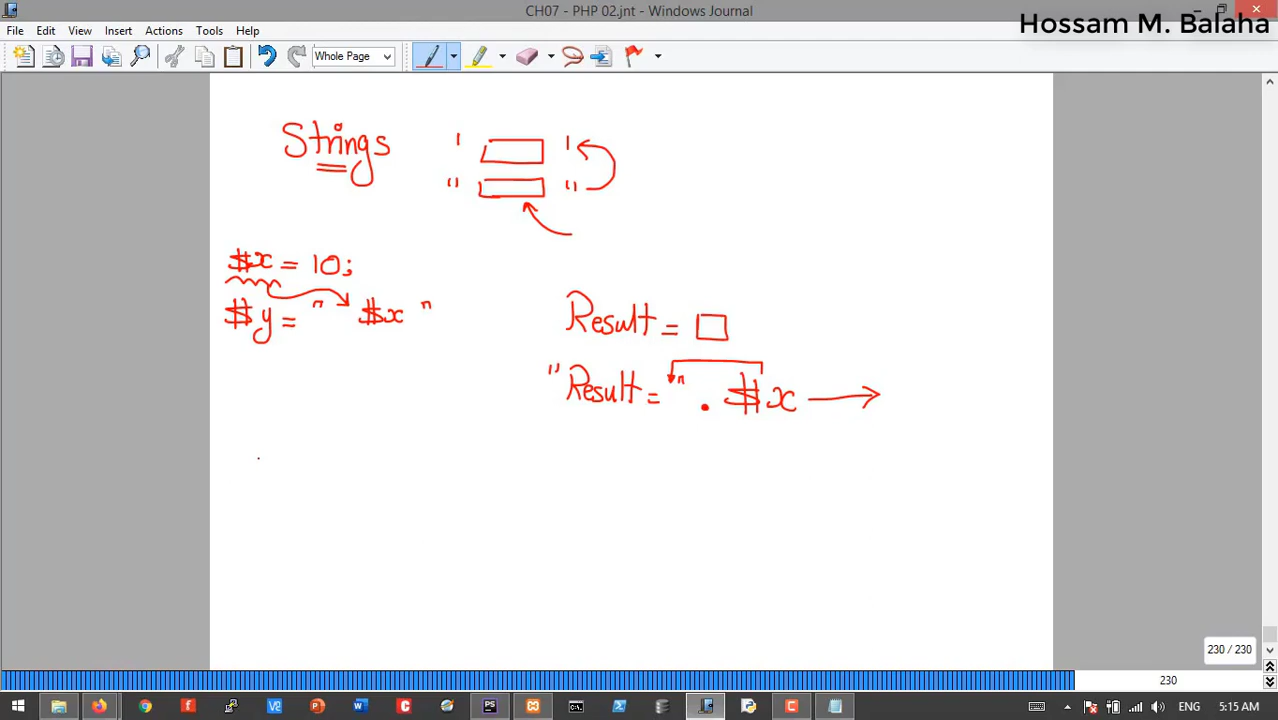 CH07 - PHP 02.jnt - Windows Journal
Hossam M. Balaha
File Edit View Insert Actions Tools Help
Whole Page
Strings ' '
" "
$x = 10;
$y = " $x "
Result =
"Result = " . $x
230 / 230
230
ENG 5:15 AM